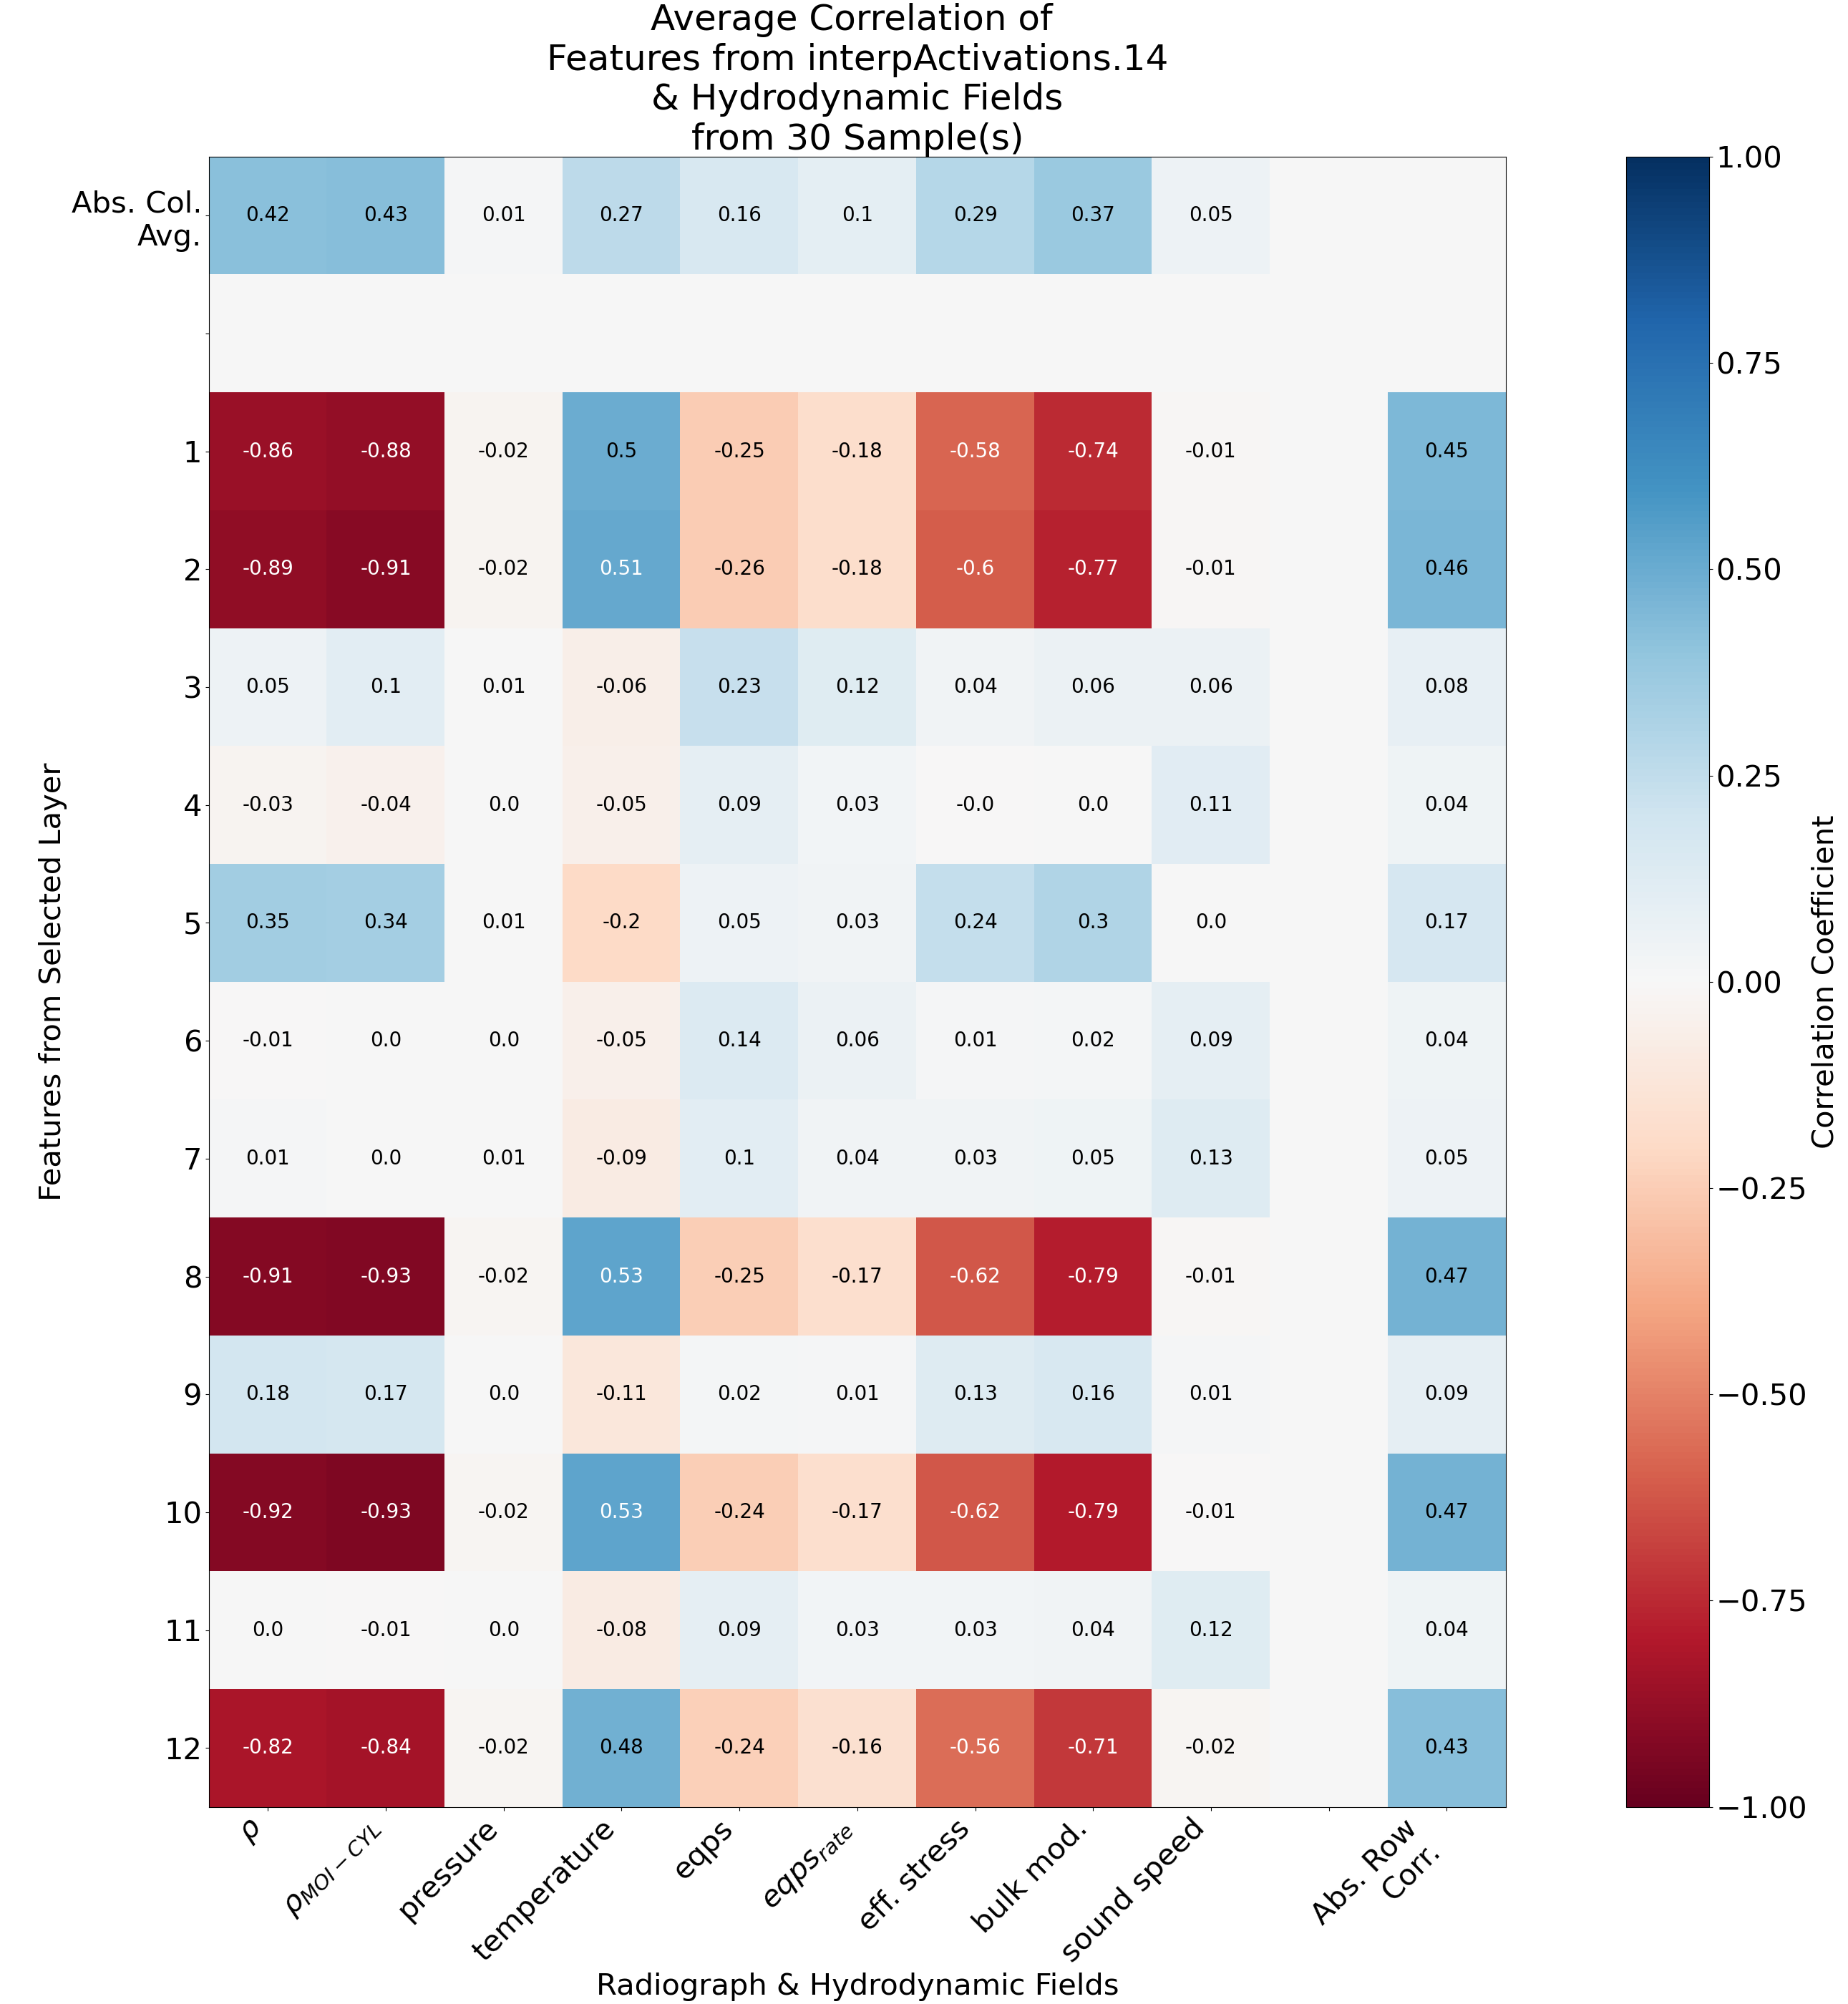 Average Correlation of
Features from interpActivations.14
& Hydrodynamic Fields
from 30 Sample(s)
Abs. Col.
Avg.
0.42 0.43 0.01 0.27 0.16 0.1 0.29 0.37 0.05
1 -0.86 -0.88 -0.02 0.5 -0.25 -0.18 -0.58 -0.74 -0.01 0.45
2 -0.89 -0.91 -0.02 0.51 -0.26 -0.18 -0.6 -0.77 -0.01 0.46
3 0.05 0.1 0.01 -0.06 0.23 0.12 0.04 0.06 0.06 0.08
4 -0.03 -0.04 0.0 -0.05 0.09 0.03 -0.0 0.0 0.11 0.04
5 0.35 0.34 0.01 -0.2 0.05 0.03 0.24 0.3 0.0 0.17
6 -0.01 0.0 0.0 -0.05 0.14 0.06 0.01 0.02 0.09 0.04
7 0.01 0.0 0.01 -0.09 0.1 0.04 0.03 0.05 0.13 0.05
8 -0.91 -0.93 -0.02 0.53 -0.25 -0.17 -0.62 -0.79 -0.01 0.47
9 0.18 0.17 0.0 -0.11 0.02 0.01 0.13 0.16 0.01 0.09
10 -0.92 -0.93 -0.02 0.53 -0.24 -0.17 -0.62 -0.79 -0.01 0.47
11 0.0 -0.01 0.0 -0.08 0.09 0.03 0.03 0.04 0.12 0.04
12 -0.82 -0.84 -0.02 0.48 -0.24 -0.16 -0.56 -0.71 -0.02 0.43
Features from Selected Layer
ρ
ρMOI−CYL
pressure
temperature
eqps
eqpsrate
eff. stress
bulk mod.
sound speed
Abs. Row
Corr.
Radiograph & Hydrodynamic Fields
1.00
0.75
0.50
0.25
0.00
−0.25
−0.50
−0.75
−1.00
Correlation Coefficient